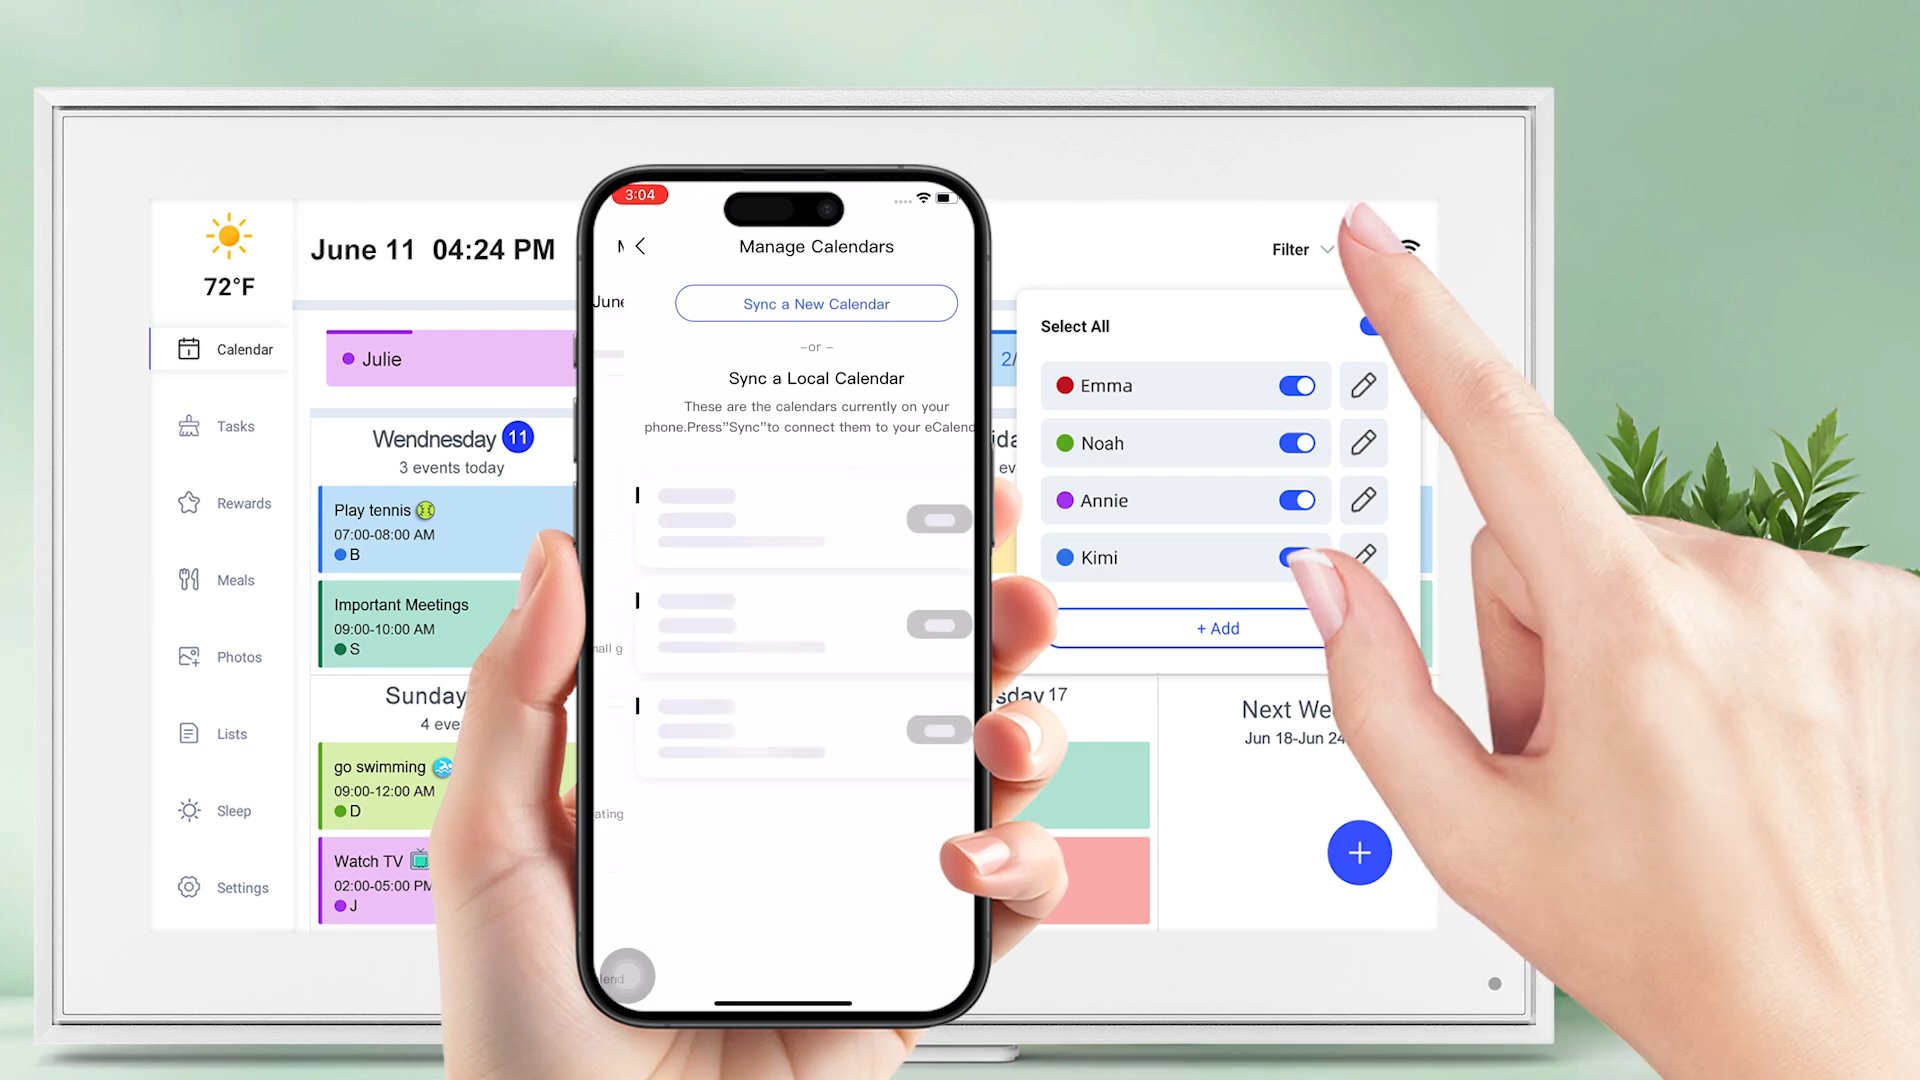 72°F
June 11 04:24 PM
Filter
Calendar
Tasks
Rewards
Meals
Photos
Lists
Sleep
Settings
Julie
Wendnesday 11
3 events today
Play tennis
07:00-08:00 AM
B
Important Meetings
09:00-10:00 AM
S
Sunday
go swimming
09:00-12:00 AM
D
Watch TV
02:00-05:00 PM
J
3:04
Manage Calendars
June
Sync a New Calendar
–or –
Sync a Local Calendar
These are the calendars currently on your
phone.Press”Sync”to connect them to your eCalend
2/
Select All
Emma
Noah
Annie
Kimi
+ Add
sday 17
Next We
Jun 18-Jun 24